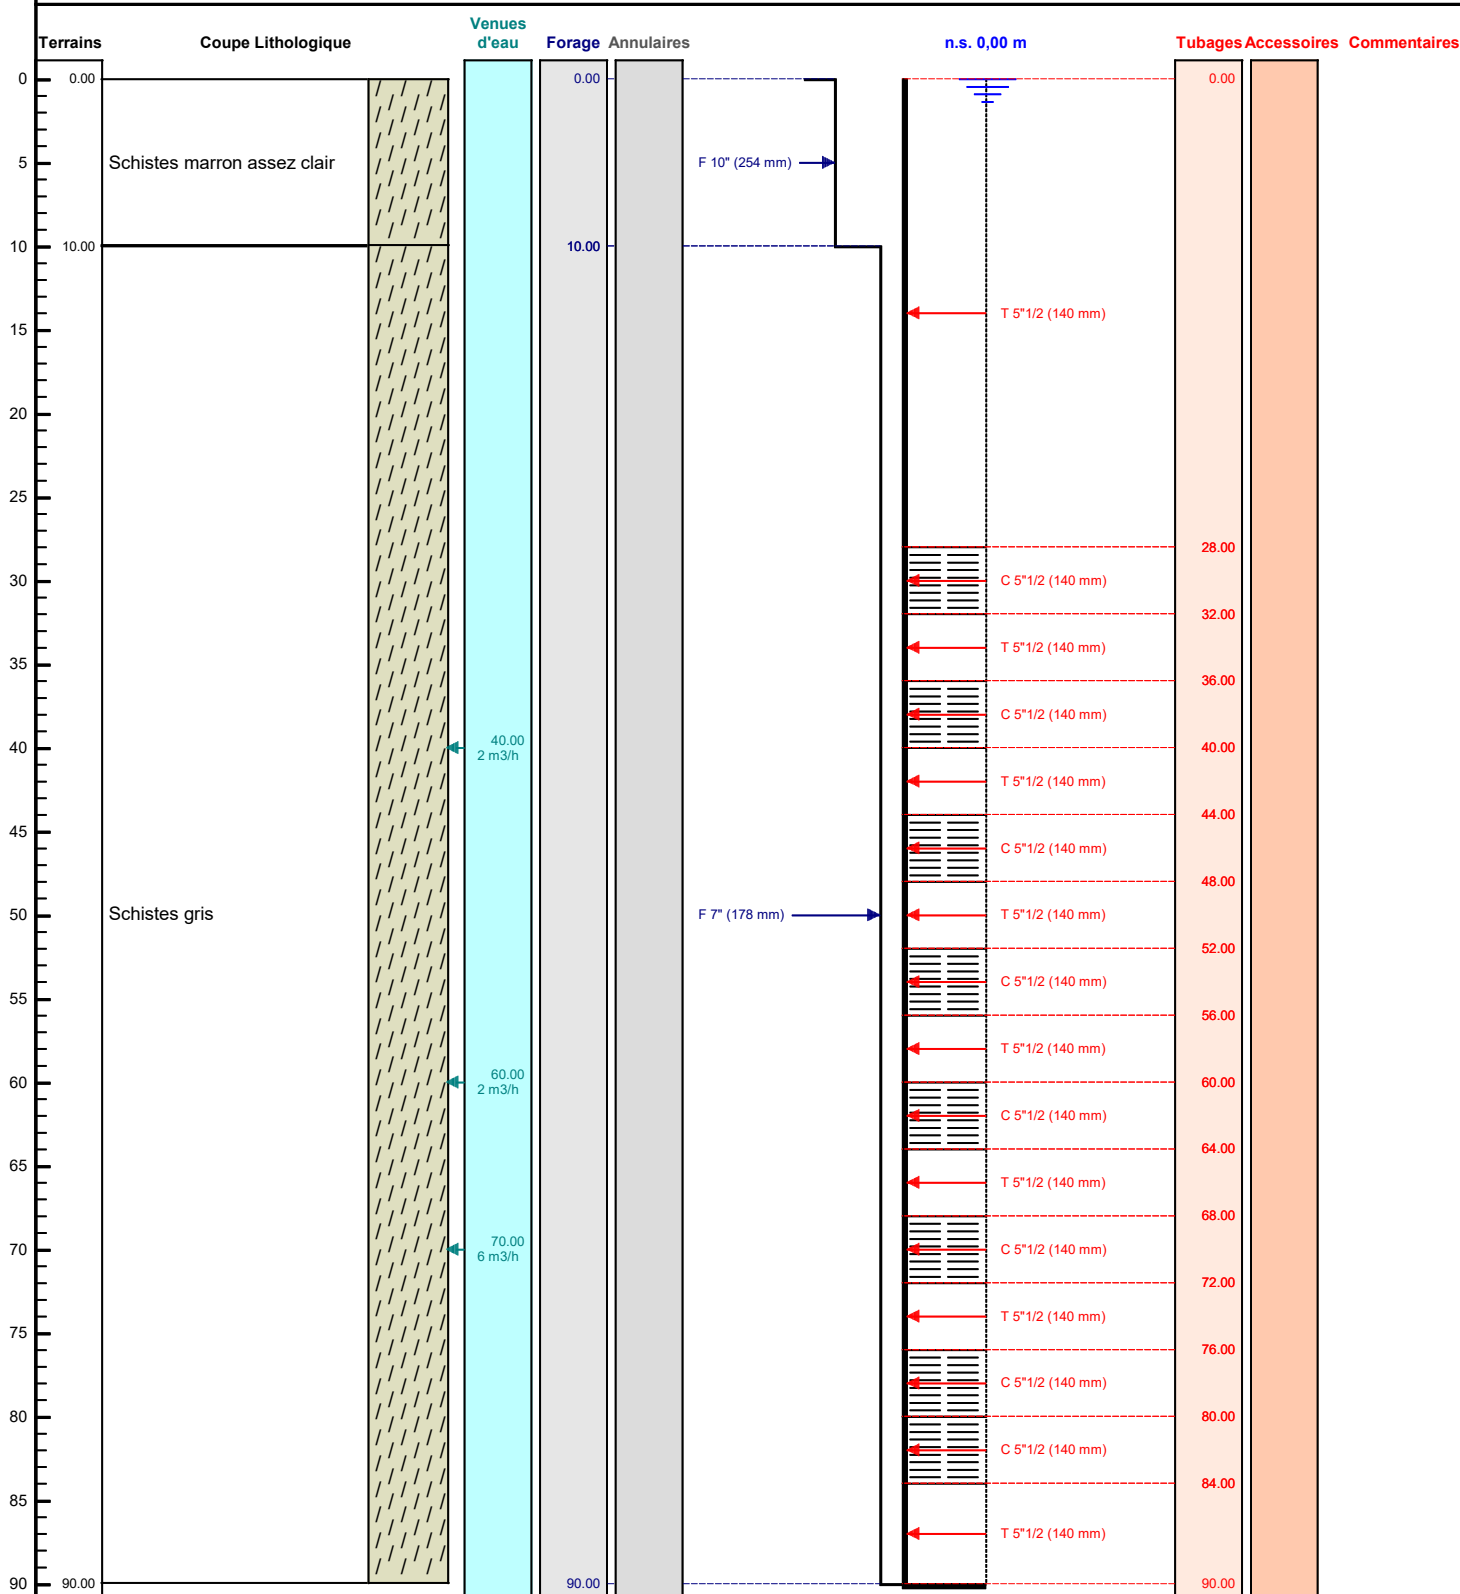 Terrains Coupe Lithologique Venues d'eau Forage Annulaires n.s. 0,00 m Tubages Accessoires Commentaires
0 0.00 0.00 0.00
5 Schistes marron assez clair F 10" (254 mm)
10 10.00 10.00
T 5"1/2 (140 mm)
15
20
25
28.00
30 C 5"1/2 (140 mm)
32.00
T 5"1/2 (140 mm)
35
36.00
C 5"1/2 (140 mm)
40 40.00 40.00
2 m3/h
T 5"1/2 (140 mm)
44.00
45
C 5"1/2 (140 mm)
48.00
50 Schistes gris F 7" (178 mm) T 5"1/2 (140 mm)
52.00
C 5"1/2 (140 mm)
55
56.00
T 5"1/2 (140 mm)
60 60.00 60.00
2 m3/h
C 5"1/2 (140 mm)
64.00
65
T 5"1/2 (140 mm)
68.00
70 70.00 C 5"1/2 (140 mm)
6 m3/h
72.00
T 5"1/2 (140 mm)
75
76.00
C 5"1/2 (140 mm)
80 80.00
C 5"1/2 (140 mm)
84.00
85
T 5"1/2 (140 mm)
90 90.00 90.00 90.00